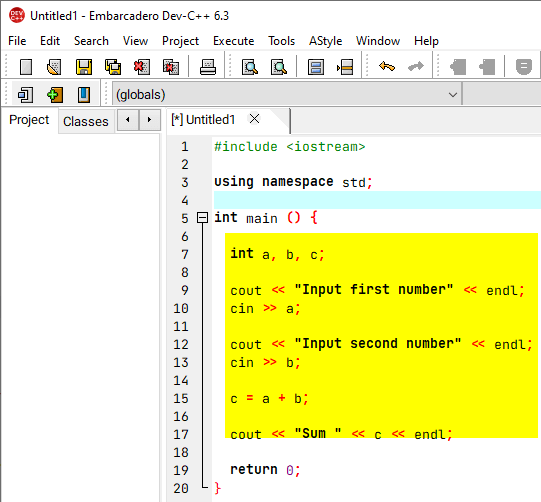 Untitled1 - Embarcadero Dev-C++ 6.3
File Edit Search View Project Execute Tools AStyle Window Help
(globals)
Project Classes [*] Untitled1
1 #include <iostream>
2
3 using namespace std;
4
5 int main () {
6
7 int a, b, c;
8
9 cout << "Input first number" << endl;
10 cin >> a;
11
12 cout << "Input second number" << endl;
13 cin >> b;
14
15 c = a + b;
16
17 cout << "Sum " << c << endl;
18
19 return 0;
20 }